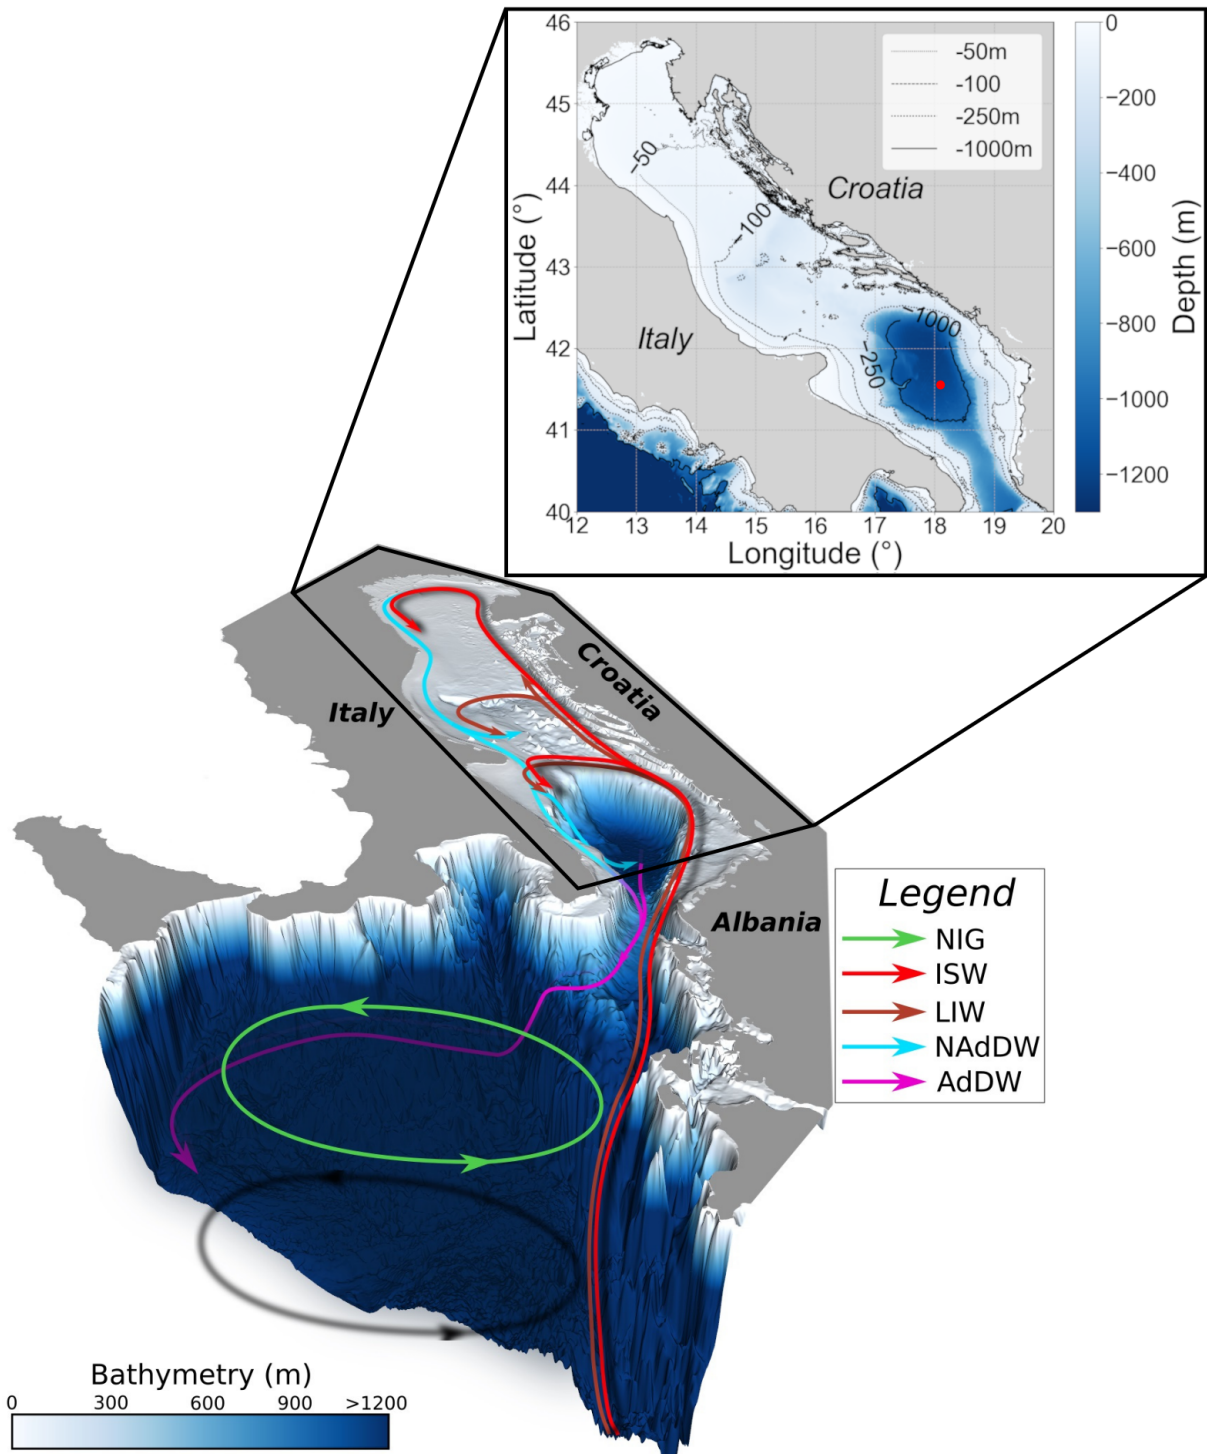 46
45
44
43
42
41
40
Latitude (°)
12 13 14 15 16 17 18 19 20
Longitude (°)
-50m
-100
-250m
-1000m
−50
−100
−250
−1000
Croatia
Italy
0
−200
−400
−600
−800
−1000
−1200
Depth (m)
Croatia
Italy
Albania
Legend
NIG
ISW
LIW
NAdDW
AdDW
Bathymetry (m)
0 300 600 900 >1200